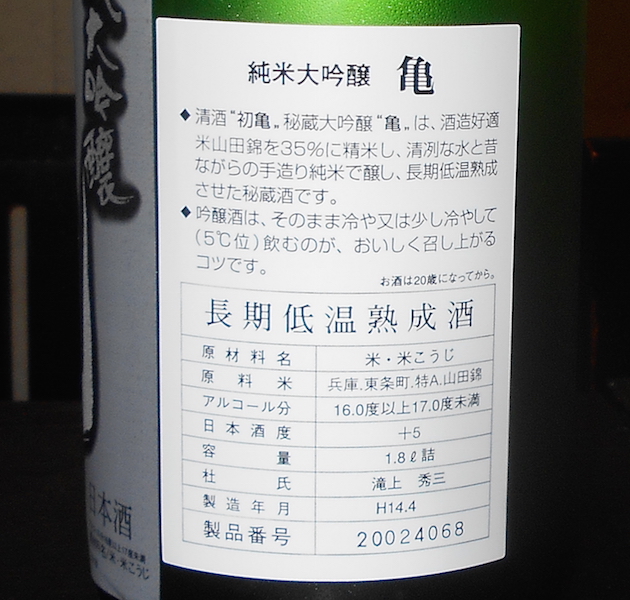 大吟醸
日本酒
米・米こうじ
純米大吟醸 亀
◆清酒“初亀„秘蔵大吟醸“亀„は、酒造好適
米山田錦を35%に精米し、清冽な水と昔
ながらの手造り純米で醸し、長期低温熟成
させた秘蔵酒です。
◆吟醸酒は、そのまま冷や又は少し冷やして
(5℃位)飲むのが、おいしく召し上がる
コツです。
お酒は20歳になってから。
長期低温熟成酒
原材料名 米・米こうじ
原料米 兵庫.東条町.特A.山田錦
アルコール分 16.0度以上17.0度未満
日本酒度 +5
容量 1.8ℓ詰
杜氏 滝上 秀三
製造年月 H14.4
製品番号 20024068